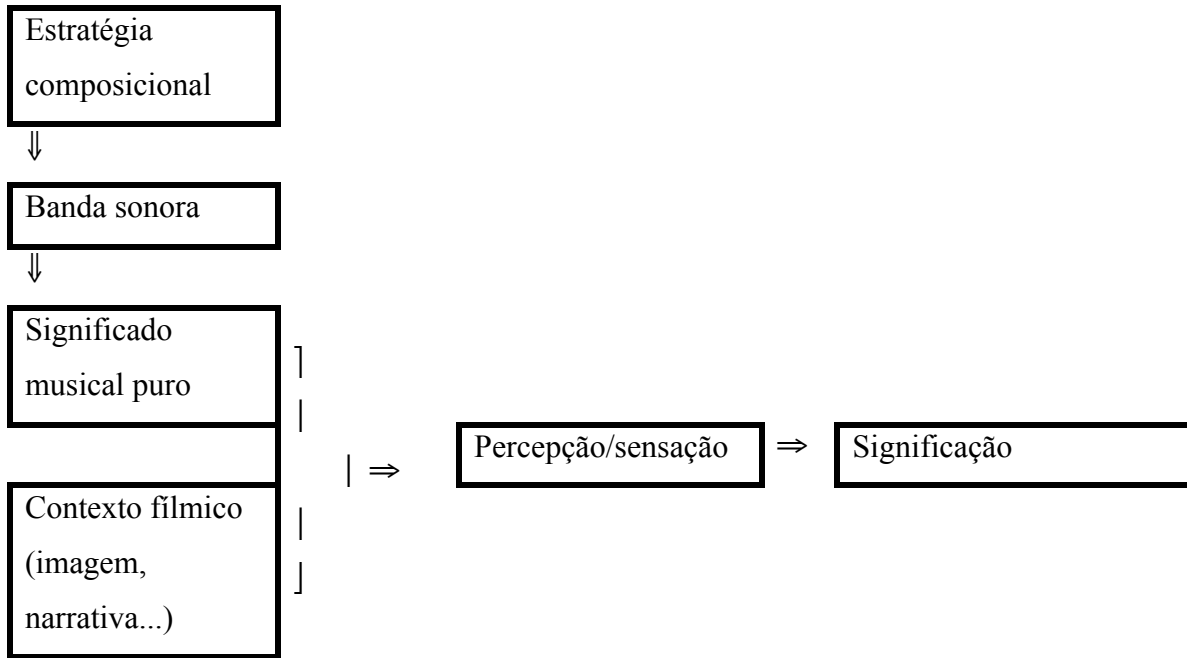 Estratégia
composicional
⇓
Banda sonora
⇓
Significado
musical puro
Contexto fílmico
(imagem,
narrativa...)
⇒
Percepção/sensação
⇒
Significação